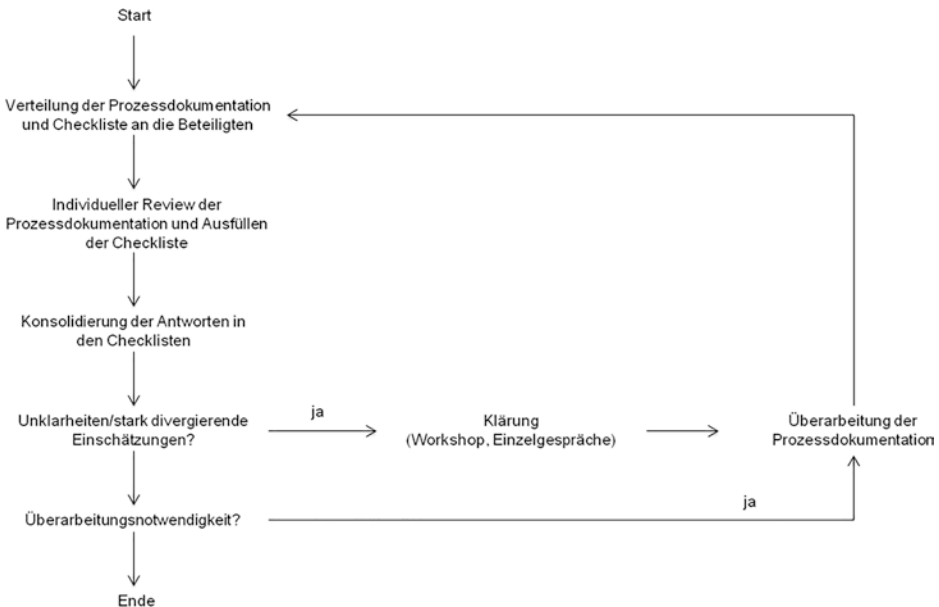 Start
Verteilung der Prozessdokumentation
und Checkliste an die Beteiligten
Individueller Review der
Prozessdokumentation und Ausfüllen
der Checkliste
Konsolidierung der Antworten in
den Checklisten
Unklarheiten/stark divergierende
Einschätzungen?
ja
Klärung
(Workshop, Einzelgespräche)
Überarbeitung der
Prozessdokumentation
Überarbeitungsnotwendigkeit?
ja
Ende